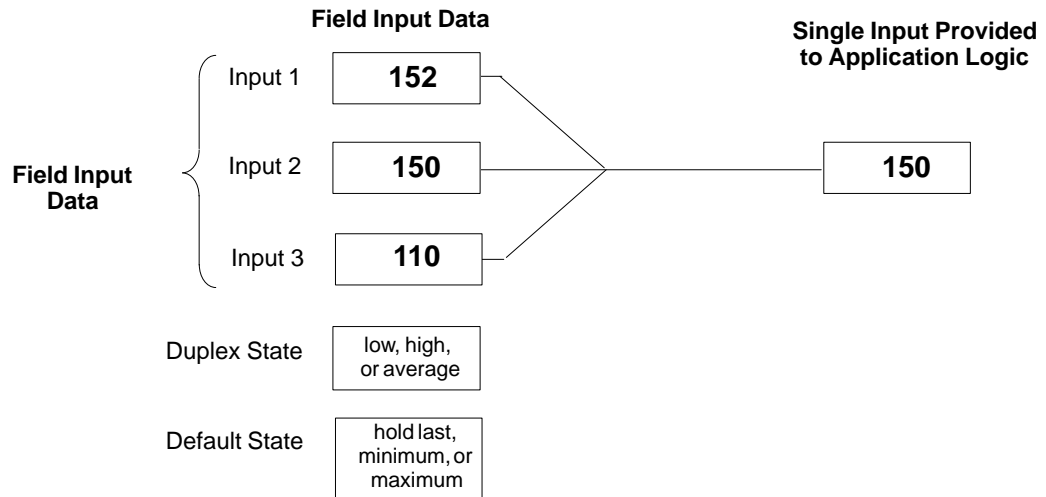 Field Input Data
Single Input Provided
to Application Logic
Input 1
152
Input 2
150
150
Field Input
Data
Input 3
110
Duplex State
low, high,
or average
Default State
hold last,
minimum, or
maximum